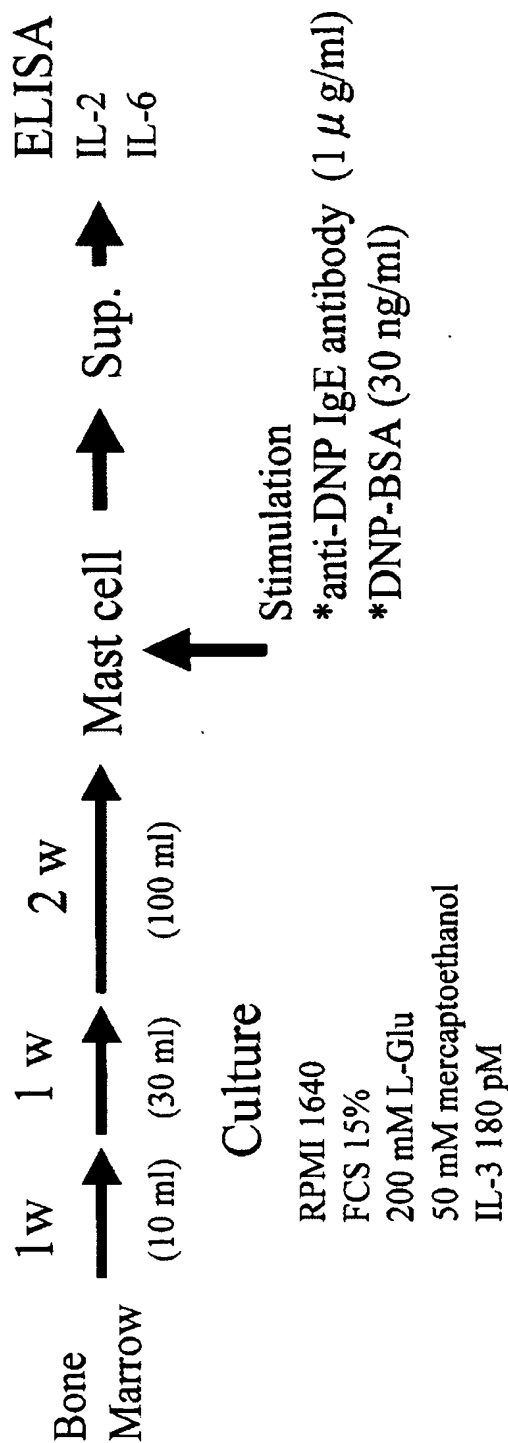 1w
1 w
2 w
Bone
Marrow
(10 ml)
(30 ml)
(100 ml)
Mast cell
Sup.
ELISA
IL-2
IL-6
Culture
RPMI 1640
FCS 15%
200 mM L-Glu
50 mM mercaptoethanol
IL-3 180 pM
Stimulation
*anti-DNP IgE antibody (1 μ g/ml)
*DNP-BSA (30 ng/ml)